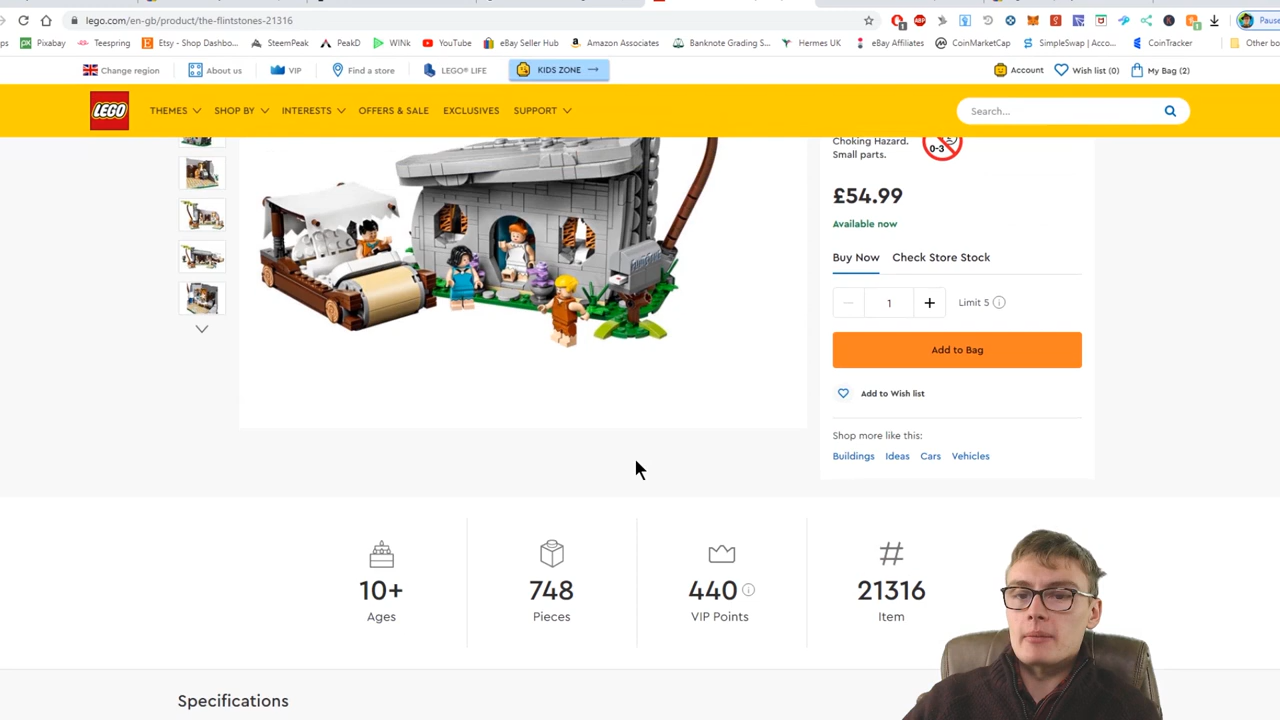 lego.com/en-gb/product/the-flintstones-21316
Pause
ps Pixabay Teespring Etsy - Shop Dashbo... SteemPeak PeakD WINk YouTube eBay Seller Hub Amazon Associates Banknote Grading S... Hermes UK eBay Affiliates CoinMarketCap SimpleSwap | Acco... CoinTracker Other bo
Change region About us VIP Find a store LEGO® LIFE KIDS ZONE Account Wish list (0) My Bag (2)
LEGO THEMES SHOP BY INTERESTS OFFERS & SALE EXCLUSIVES SUPPORT Search...
Choking Hazard.
Small parts.
0-3
£54.99
Available now
Buy Now Check Store Stock
1 Limit 5
Add to Bag
Add to Wish list
Shop more like this:
Buildings Ideas Cars Vehicles
10+ 748 440 21316
Ages Pieces VIP Points Item
Specifications